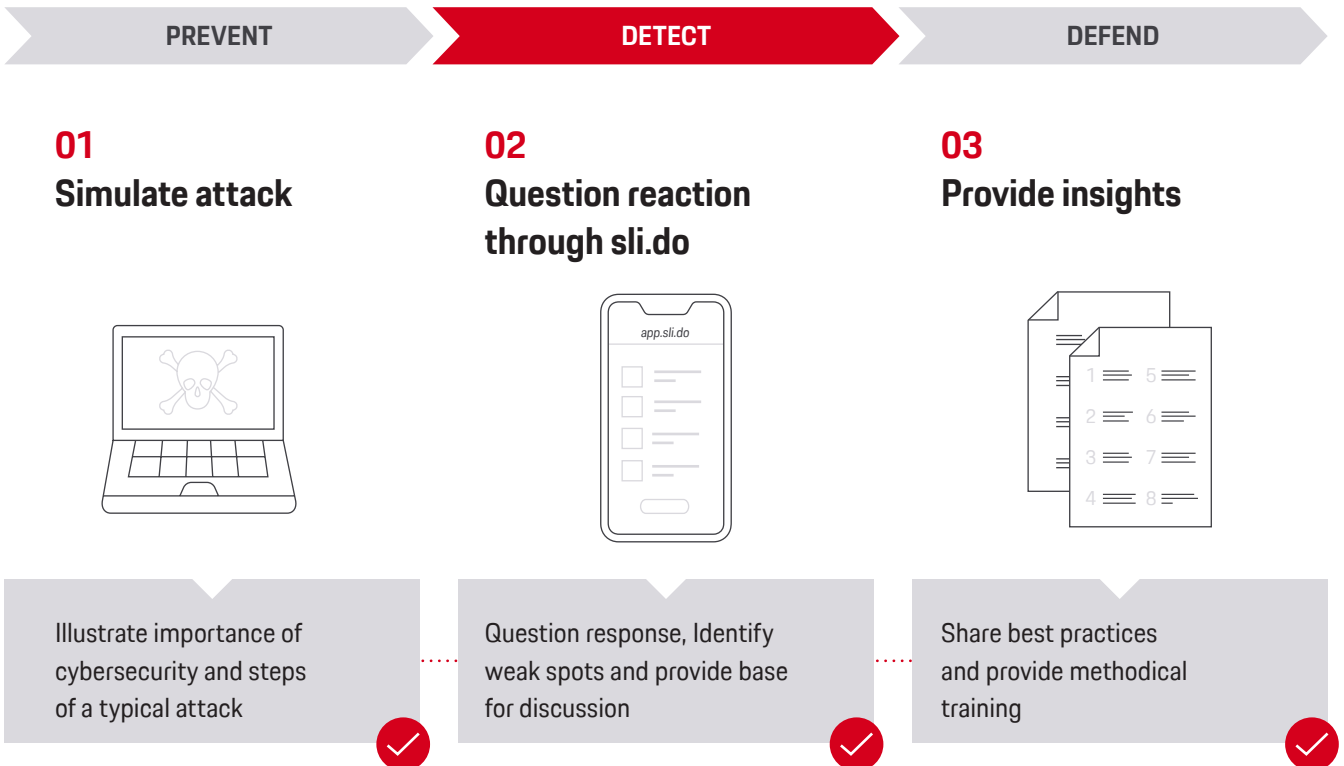 PREVENT
DETECT
DEFEND
01
Simulate attack
02
Question reaction
through sli.do
03
Provide insights
app.sli.do
1
5
2
6
3
7
4
8
Illustrate importance of
cybersecurity and steps
of a typical attack
Question response, Identify
weak spots and provide base
for discussion
Share best practices
and provide methodical
training